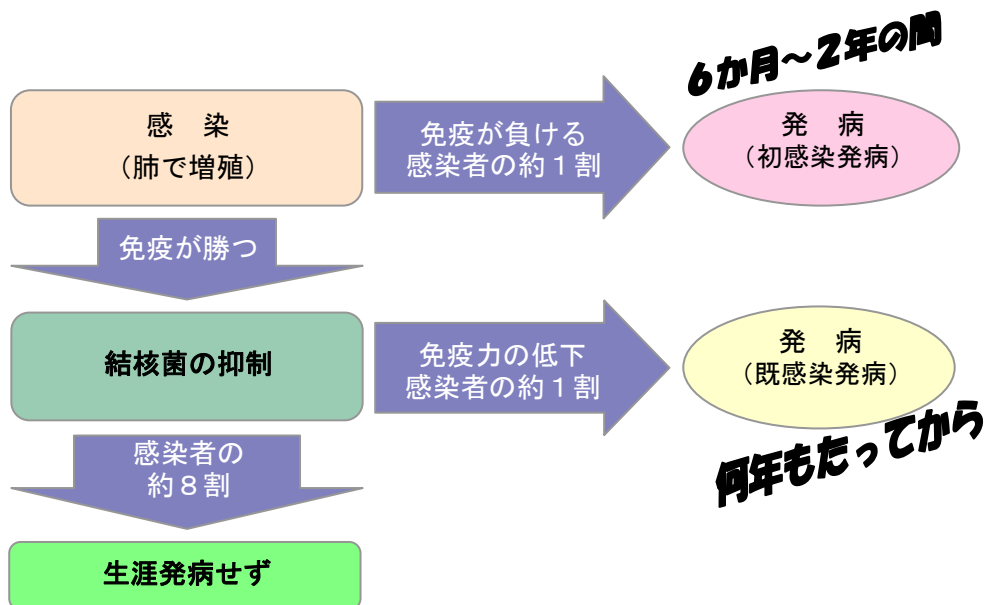 ６か月～２年の間
感　染
（肺で増殖）
免疫が負ける
感染者の約１割
発　病
（初感染発病）
免疫が勝つ
結核菌の抑制
免疫力の低下
感染者の約１割
発　病
（既感染発病）
何年もたってから
感染者の
約８割
生涯発病せず